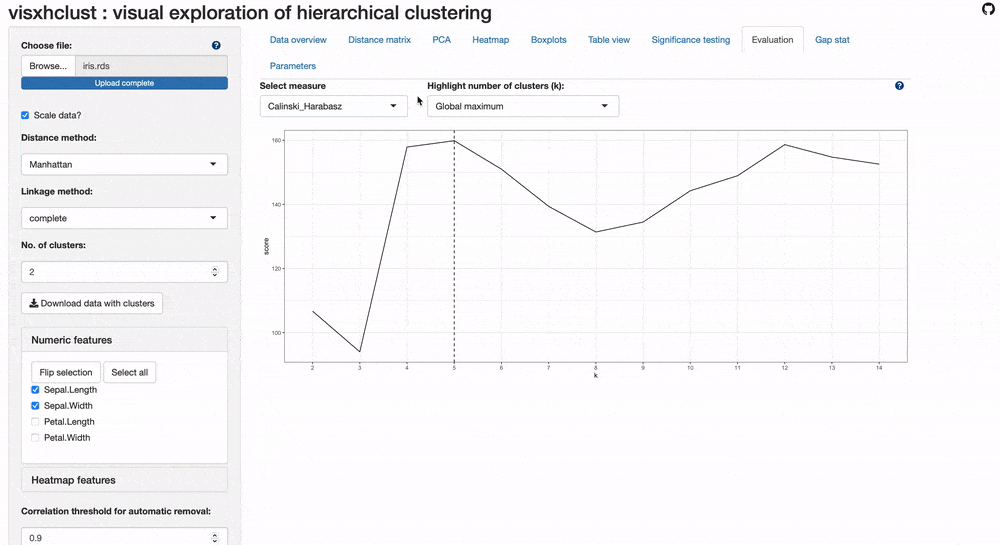 visxhclust : visual exploration of hierarchical clustering
Choose file:
Browse... iris.rds
Upload complete
Scale data?
Distance method:
Manhattan
Linkage method:
complete
No. of clusters:
2
Download data with clusters
Numeric features
Flip selection Select all
Sepal.Length
Sepal.Width
Petal.Length
Petal.Width
Heatmap features
Correlation threshold for automatic removal:
0.9
Data overview Distance matrix PCA Heatmap Boxplots Table view Significance testing Evaluation Gap stat
Parameters
Select measure Highlight number of clusters (k):
Calinski_Harabasz Global maximum
160
140
120
100
score
2 3 4 5 6 7 8 9 10 11 12 13 14
k